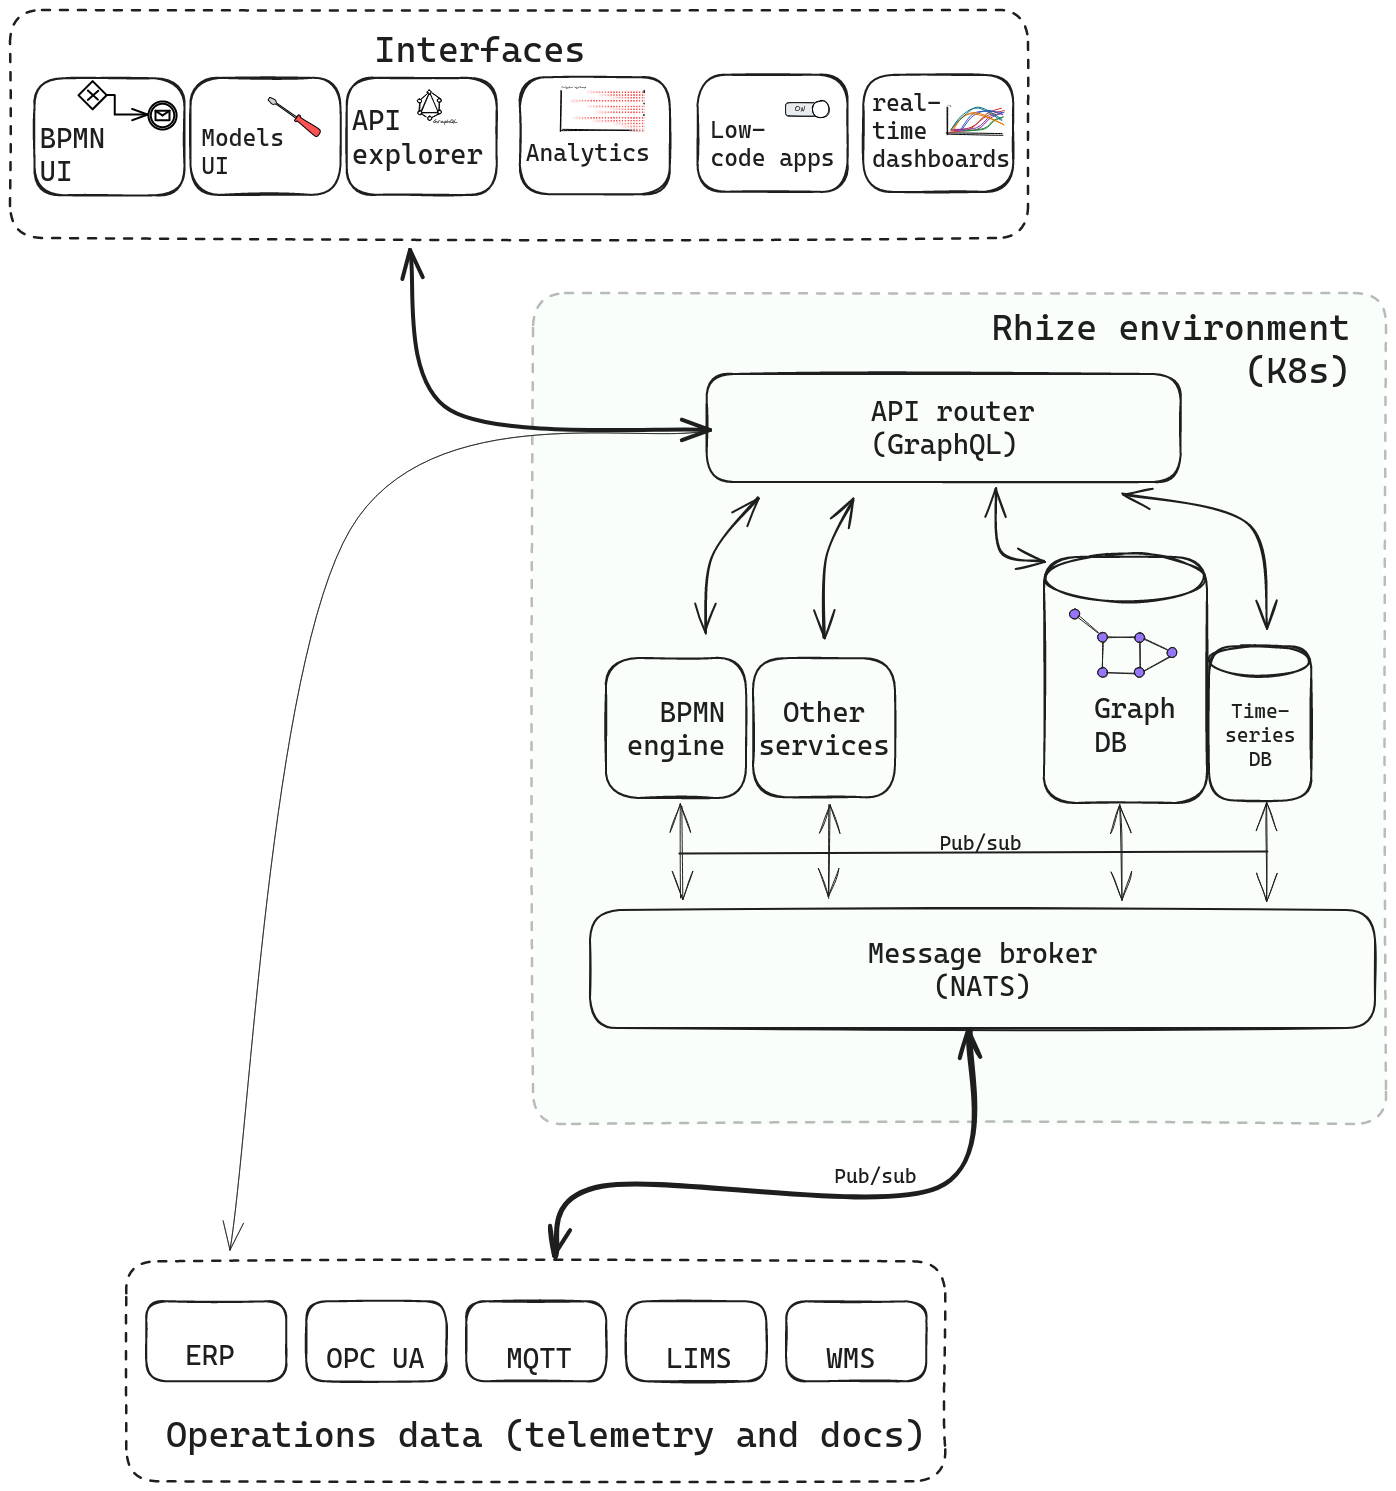 Interfaces
BPMN
UI
Models
UI
API
explorer
GraphQL
Analytics
ON
Low-
code apps
real-
time
dashboards
Rhize environment
(K8s)
API router
(GraphQL)
BPMN
engine
Other
services
Graph
DB
Time-
series
DB
Pub/sub
Message broker
(NATS)
Pub/sub
ERP
OPC UA
MQTT
LIMS
WMS
Operations data (telemetry and docs)